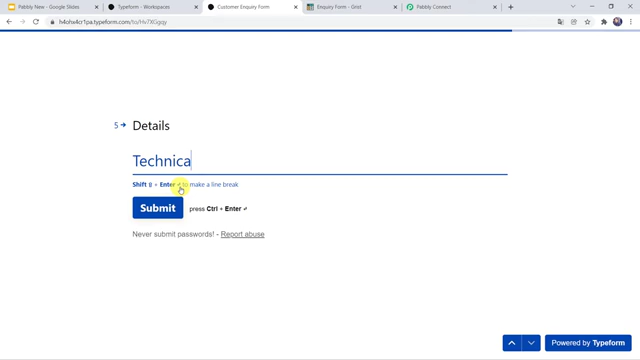 Pabbly New - Google Slides
Typeform - Workspaces
Customer Enquiry Form
Enquiry Form - Grist
Pabbly Connect
h4ohx4cr1pa.typeform.com/to/Hv7XGgqy
5 Details
Technica
Shift ⇧ + Enter ↵ to make a line break
Submit
press Ctrl + Enter ↵
Never submit passwords! - Report abuse
Powered by Typeform